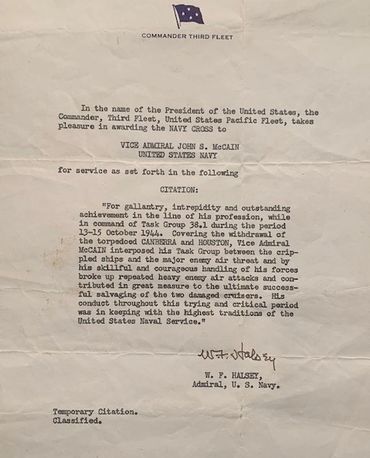 COMMANDER THIRD FLEET
In the name of the President of the United States, the
Commander, Third Fleet, United States Pacific Fleet, takes
pleasure in awarding the NAVY CROSS to
VICE ADMIRAL JOHN S. McCAIN
UNITED STATES NAVY
for service as set forth in the following
CITATION:
"For gallantry, intrepidity and outstanding
achievement in the line of his profession, while
in command of Task Group 38.1 during the period
13-15 October 1944. Covering the withdrawal of
the torpedoed CANBERRA and HOUSTON, Vice Admiral
McCain interposed his Task Group between the crip-
pled ships and the major enemy air threat and by
his skillful and courageous handling of his forces
broke up repeated heavy enemy air attacks and con-
tributed in great measure to the ultimate success-
ful salvaging of the two damaged cruisers. His
conduct throughout this trying and critical period
was in keeping with the highest traditions of the
United States Naval Service."
W. F. Halsey
W. F. HALSEY,
Admiral, U. S. Navy.
Temporary Citation.
Classified.